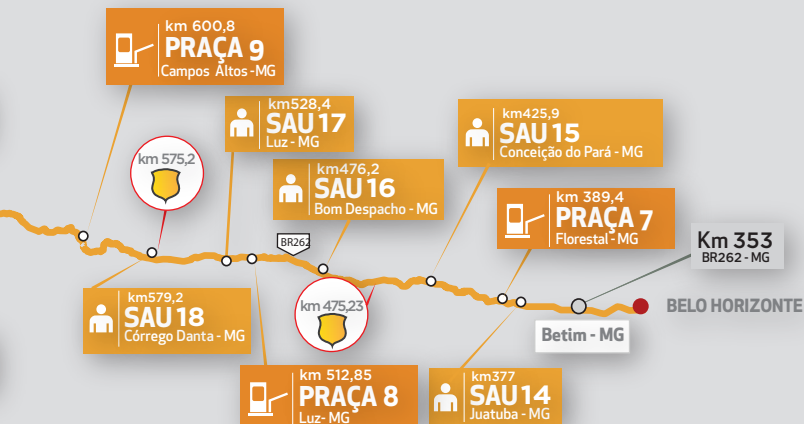 km 600,8
PRAÇA 9
Campos Altos -MG
km528,4
SAU 17
Luz - MG
km425,9
SAU 15
Conceição do Pará - MG
km 575,2
km476,2
SAU 16
Bom Despacho - MG
km 389,4
PRAÇA 7
Florestal - MG
BR262
Km 353
BR262 - MG
km579,2
SAU 18
Córrego Danta - MG
km 475,23
BELO HORIZONTE
Betim - MG
km 512,85
PRAÇA 8
Luz- MG
km377
SAU 14
Juatuba - MG